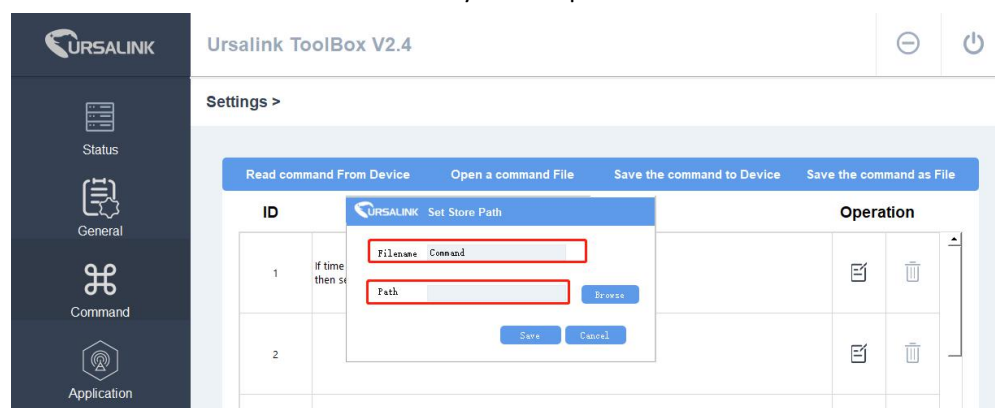 URSALINK
Ursalink ToolBox V2.4
Settings >
Status
General
Command
Application
Read command From Device Open a command File Save the command to Device Save the command as File
ID Operation
1 If time
then se
2
URSALINK Set Store Path
Filename Command
Path Browse
Save Cancel